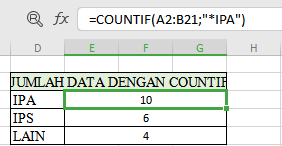 fx =COUNTIF(A2:B21;"*IPA")
D E F G H
JUMLAH DATA DENGAN COUNTIF
IPA 10
IPS 6
LAIN 4